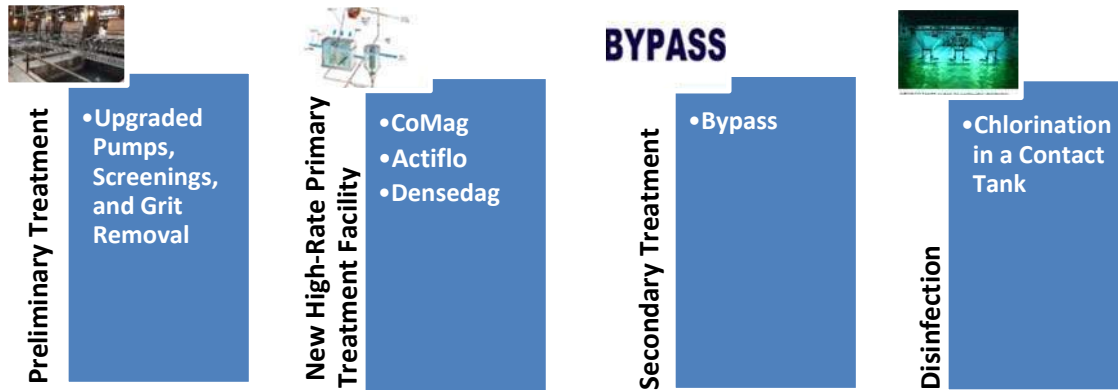 Preliminary Treatment
•Upgraded
Pumps,
Screenings,
and Grit
Removal
New High-Rate Primary
Treatment Facility
•CoMag
•Actiflo
•Densedag
BYPASS
Secondary Treatment
•Bypass
Disinfection
•Chlorination
in a Contact
Tank